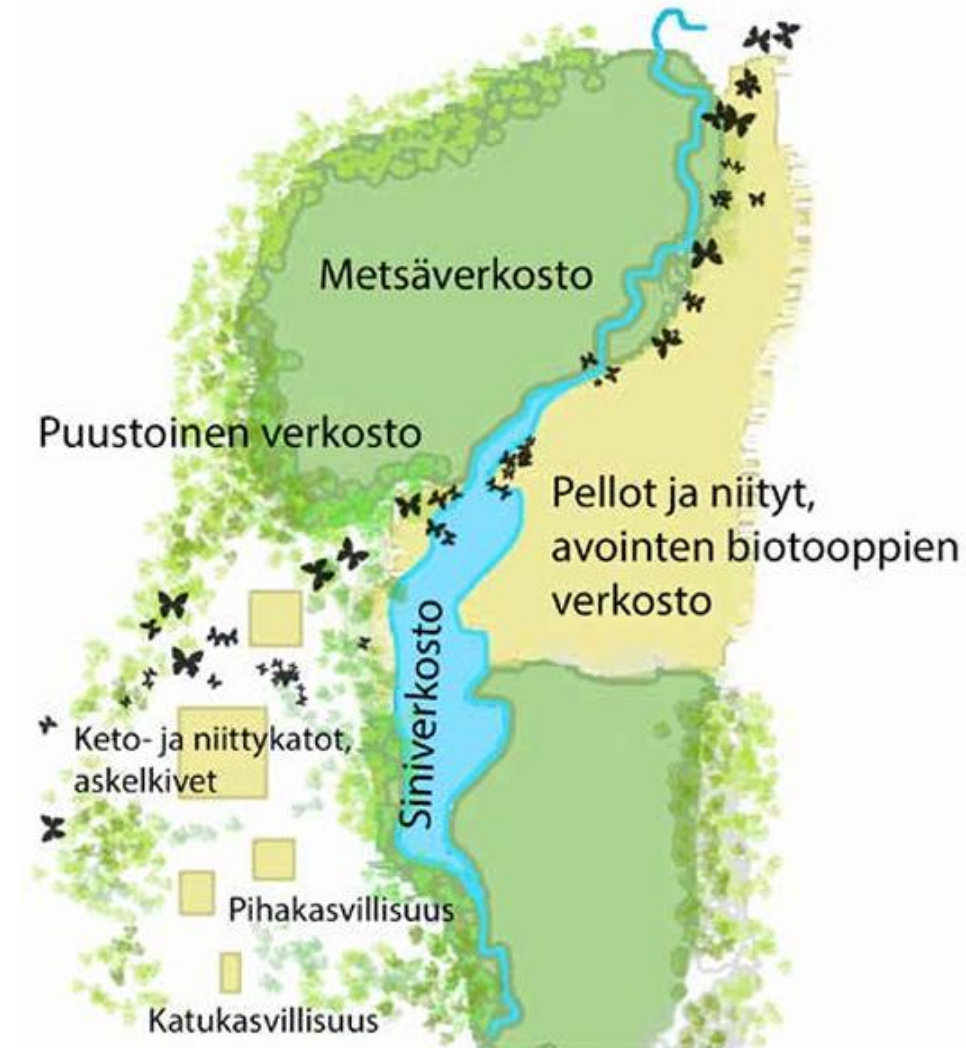 Metsäverkosto
Puustoinen verkosto
Pellot ja niityt,
avointen biotooppien
verkosto
Siniverkosto
Keto- ja niittykatot,
askelkivet
Pihakasvillisuus
Katukasvillisuus